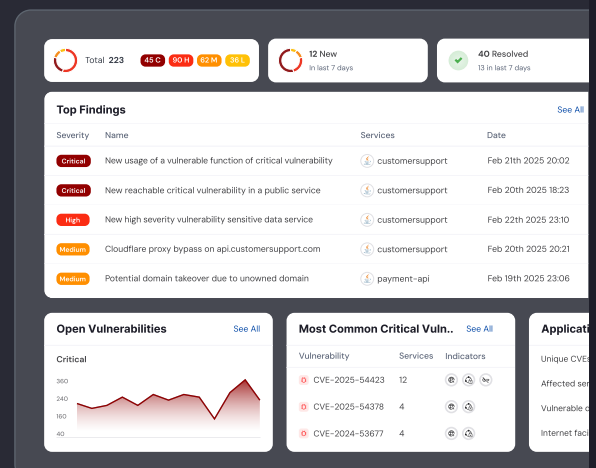 Total 223 45 C 90 H 62 M 36 L
12 New
In last 7 days
40 Resolved
13 in last 7 days
Top Findings See All
Severity Name Services Date
Critical New usage of a vulnerable function of critical vulnerability customersupport Feb 21th 2025 20:02
Critical New reachable critical vulnerability in a public service customersupport Feb 20th 2025 18:23
High New high severity vulnerability sensitive data service customersupport Feb 22th 2025 23:10
Medium Cloudflare proxy bypass on api.customersupport.com customersupport Feb 20th 2025 20:21
Medium Potential domain takeover due to unowned domain payment-api Feb 19th 2025 23:06
Open Vulnerabilities See All
Critical
360
240
160
40
Most Common Critical Vuln.. See All
Vulnerability Services Indicators
CVE-2025-54423 12
CVE-2025-54378 4
CVE-2024-53677 4
Applicati
Unique CVEs
Affected ser
Vulnerable c
Internet faci